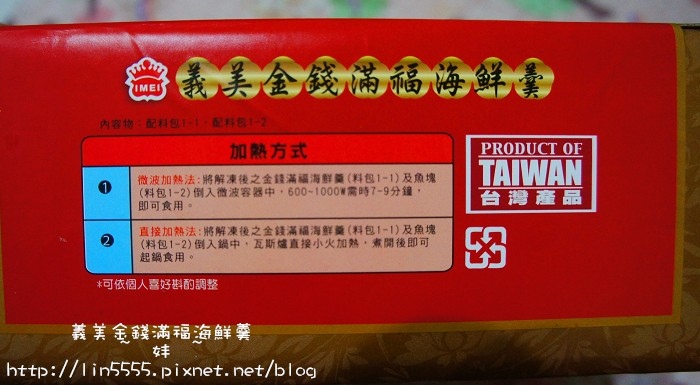 IMEI
義美金錢滿福海鮮羹
內容物：配料包1-1、配料包1-2
加熱方式
1
微波加熱法：將解凍後之金錢滿福海鮮羹(料包1-1)及魚塊
(料包1-2)倒入微波容器中，600~1000W需時7-9分鐘，
即可食用。
2
直接加熱法：將解凍後之金錢滿福海鮮羹(料包1-1)及魚塊
(料包1-2)倒入鍋中，瓦斯爐直接小火加熱，煮開後即可
起鍋食用。
*可依個人喜好斟酌調整
PRODUCT OF
TAIWAN
台灣產品
義美金錢滿福海鮮羹
~妹~
http://lin5555.pixnet.net/blog